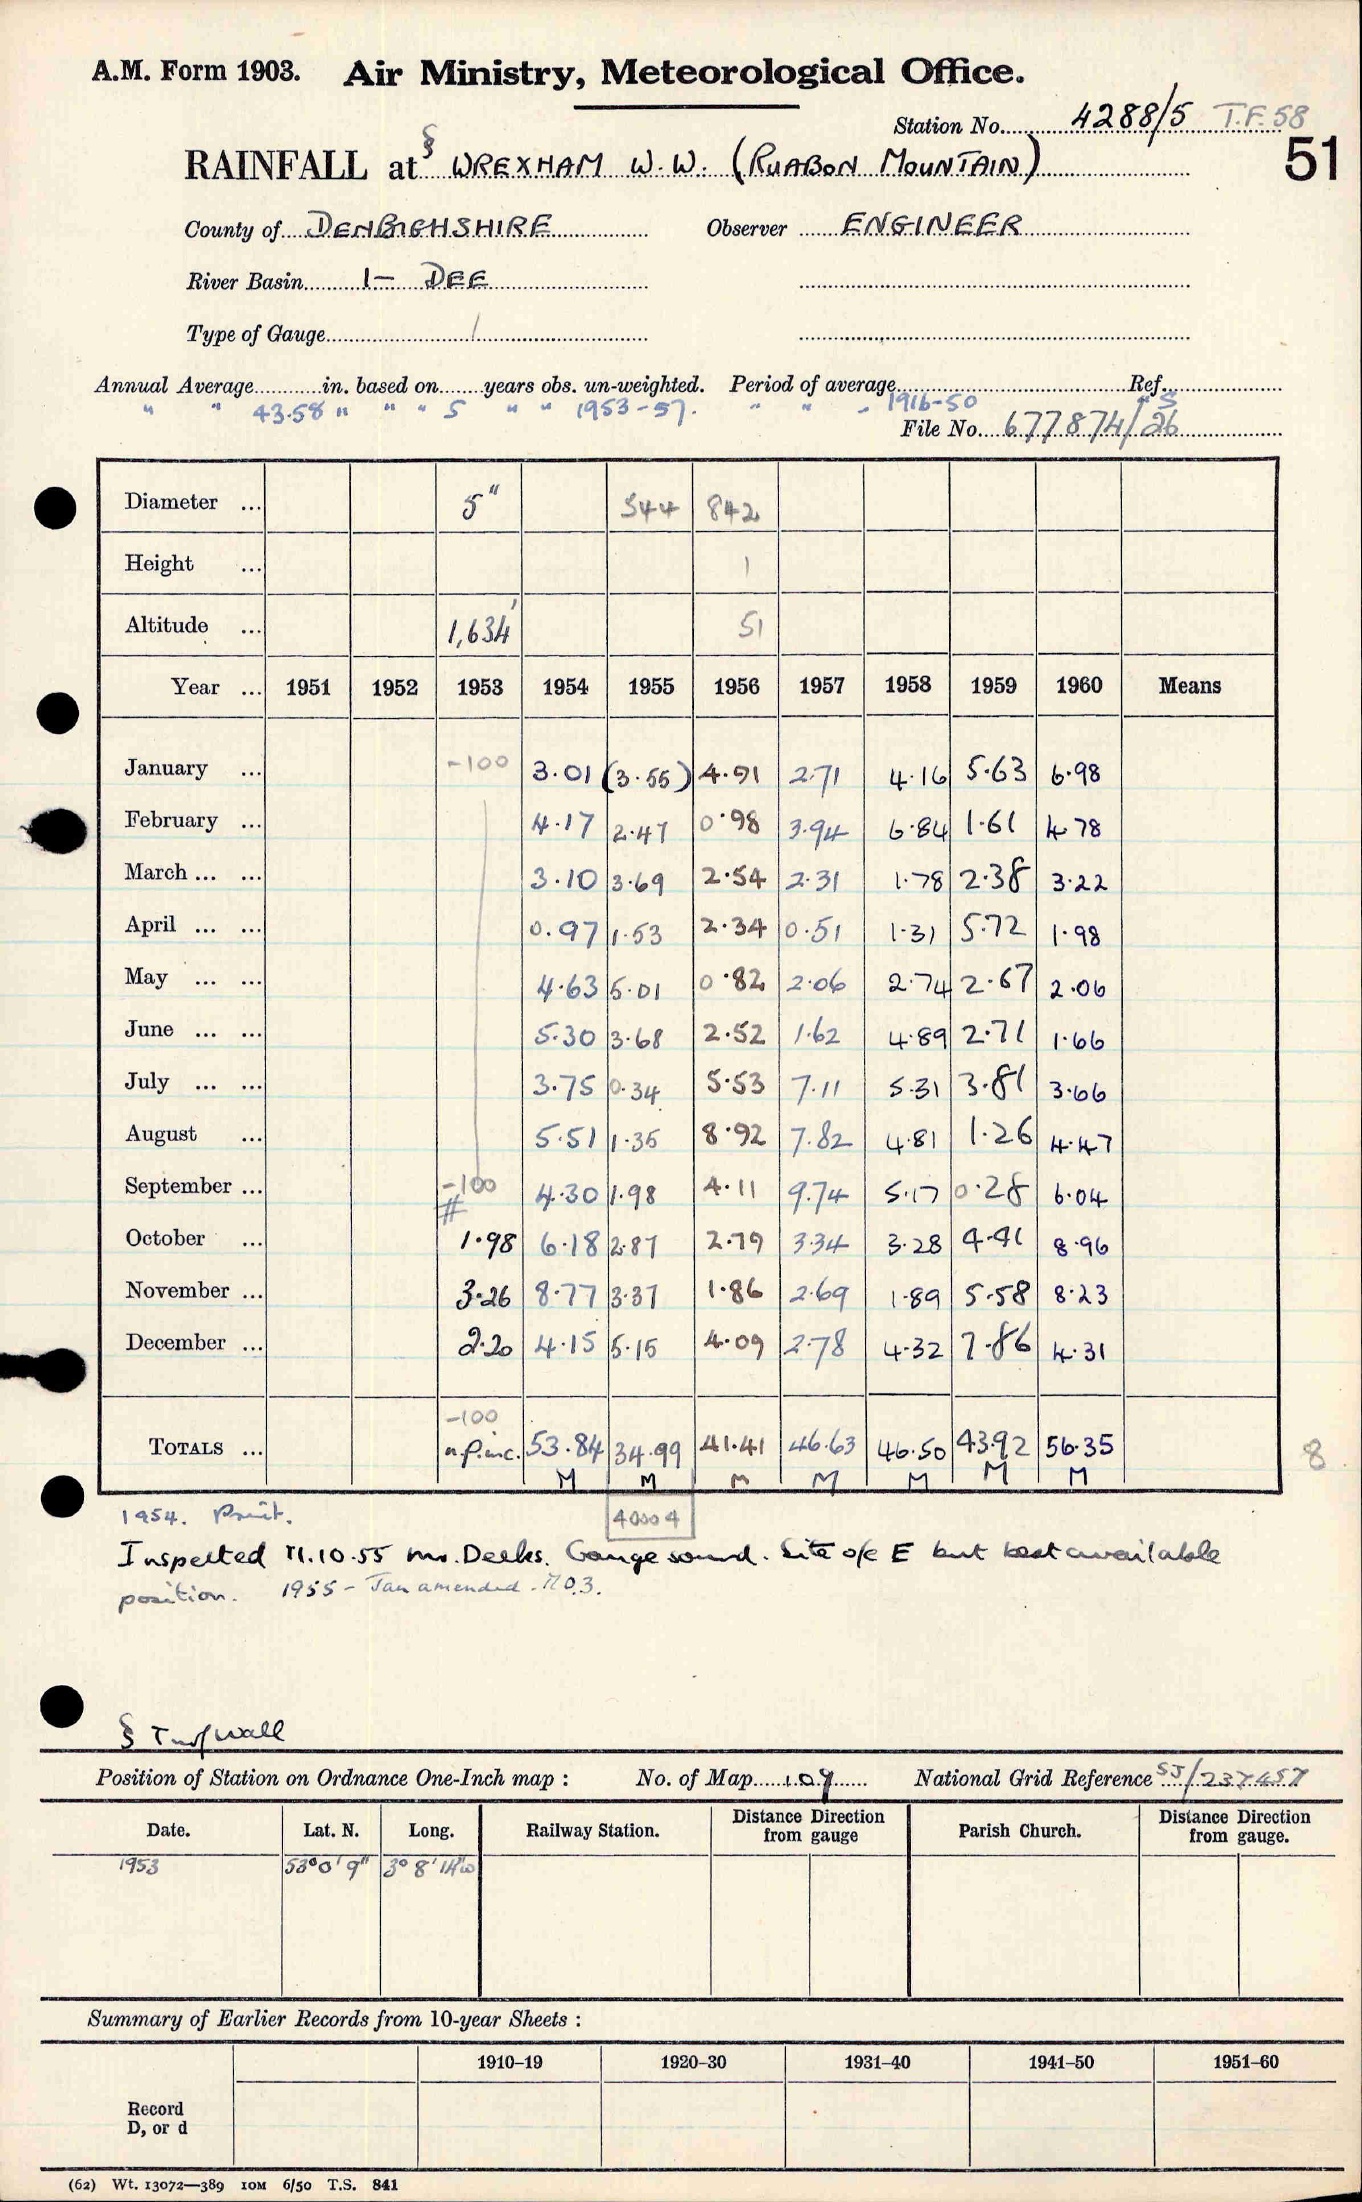 A.M. Form 1903. Air Ministry, Meteorological Office.
Station No. 4288/5 T.F. 58
51
RAINFALL at § WREXHAM W.W. (RUABON MOUNTAIN)
County of DENBIGHSHIRE Observer ENGINEER
River Basin 1- DEE
Type of Gauge
Annual Average in. based on years obs. un-weighted. Period of average Ref.
" " 43.58 " " " 5 " " 1953-57. " " " 1916-50 " 5
File No. 677874/26
Diameter ... 5" 544 842
Height ... 1
Altitude ... 1,634' 51
Year ... 1951 1952 1953 1954 1955 1956 1957 1958 1959 1960 Means
January ... -100 3.01 (3.55) 4.91 2.71 4.16 5.63 6.98
February ... 4.17 2.47 0.98 3.94 6.84 1.61 4.78
March ... ... 3.10 3.69 2.54 2.31 1.78 2.38 3.22
April ... ... 0.97 1.53 2.34 0.51 1.31 5.72 1.98
May ... ... 4.63 5.01 0.82 2.06 2.74 2.67 2.06
June ... ... 5.30 3.68 2.52 1.62 4.89 2.71 1.66
July ... ... 3.75 0.34 5.53 7.11 5.31 3.81 3.66
August ... 5.51 1.35 8.92 7.82 4.81 1.26 4.47
September ... -100 4.30 1.98 4.11 9.74 5.17 0.28 6.04
#
October ... 1.98 6.18 2.87 2.79 3.34 3.28 4.41 8.96
November ... 3.26 8.77 3.37 1.86 2.69 1.89 5.58 8.23
December ... 2.20 4.15 5.15 4.09 2.78 4.32 7.86 4.31
-100
TOTALS ... n.p.inc. 53.84 34.99 41.41 46.63 46.50 43.92 56.35 8
M M M M M M M
1954. Print. 40004
Inspected 11.10.55 Mr. Deeks. Gauge sound. Site o/e E but best available
position. 1955 - Jan amended. M.O.3.
§ Turf wall
Position of Station on Ordnance One-Inch map : No. of Map 109 National Grid Reference SJ/237457
Date. Lat. N. Long. Railway Station. Distance Direction from gauge Parish Church. Distance Direction from gauge.
1953 53° 0' 9" 3° 8' 14"W
Summary of Earlier Records from 10-year Sheets :
1910-19 1920-30 1931-40 1941-50 1951-60
Record
D, or d
(62) Wt. 13072—389 10M 6/50 T.S. 841